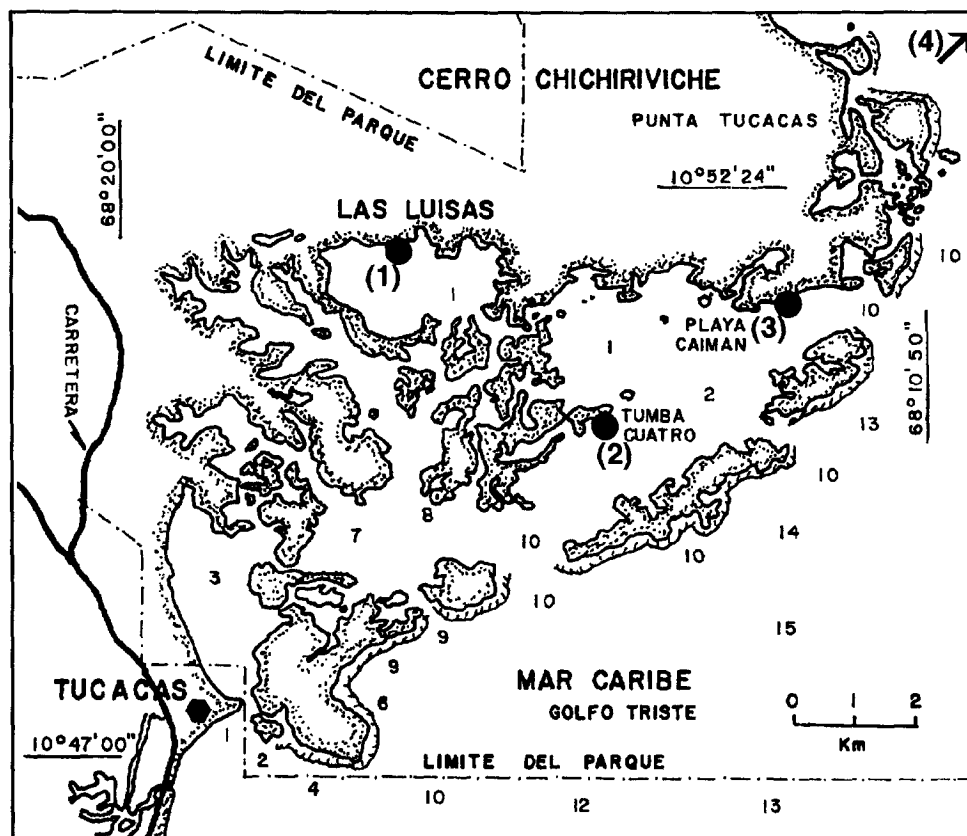 LIMITE DEL PARQUE
(4)
CERRO CHICHIRIVICHE
PUNTA TUCACAS
68°20'00"
10°52'24"
LAS LUISAS
(1)
1
10
10
PLAYA (3)
CAIMAN
1
CARRETERA
2
68°10'50"
TUMBA
CUATRO
(2)
13
10
8
7
10
10
14
3
10
15
9
9
MAR CARIBE
GOLFO TRISTE
0 1 2
Km
TUCACAS
6
1
10°47'00"
2
LIMITE DEL PARQUE
4
10
12
13